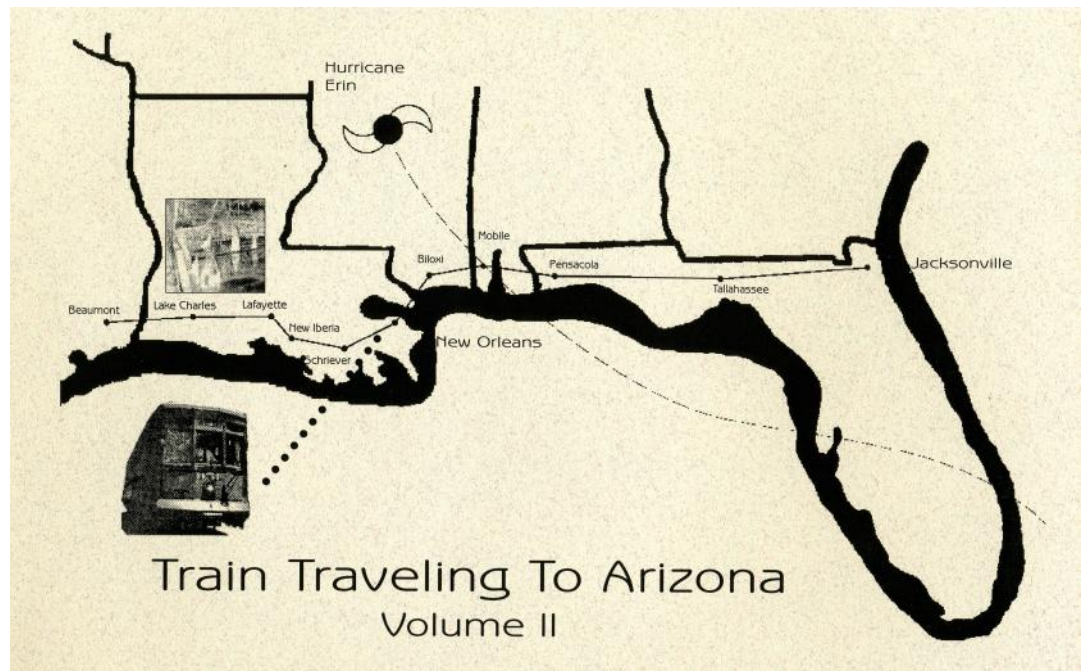 Hurricane
Erin
Mobile
Biloxi
Pensacola
Jacksonville
Tallahassee
Beaumont
Lake Charles
Lafayette
New Iberia
New Orleans
Schriever
Train Traveling To Arizona
Volume II